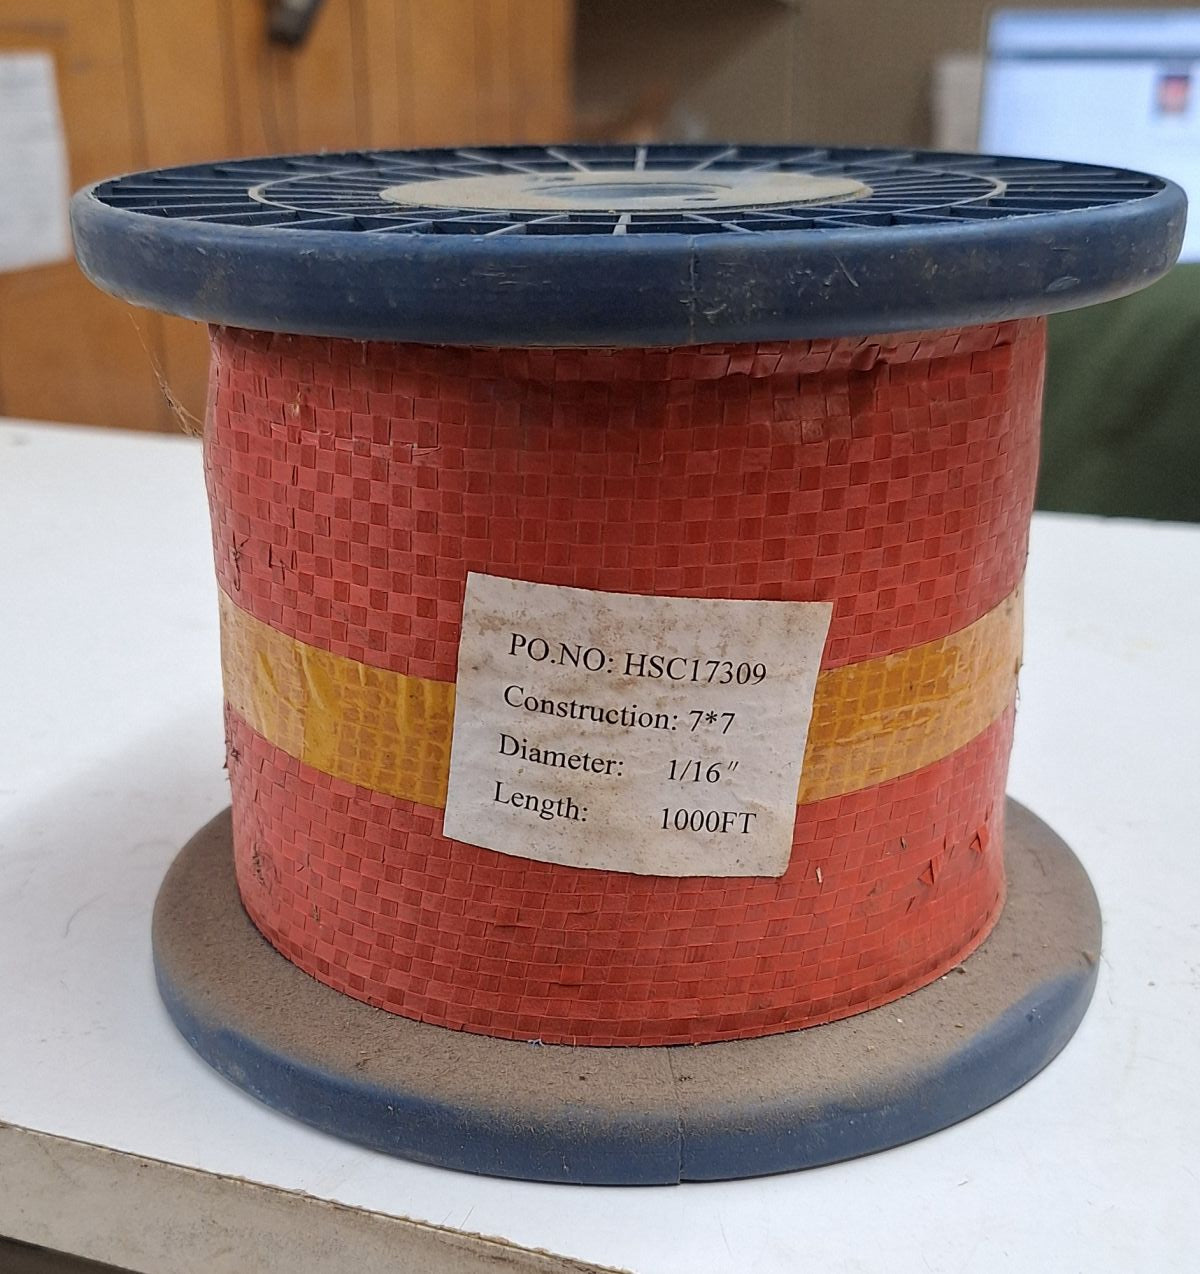 PO.NO: HSC17309
Construction: 7*7
Diameter: 1/16"
Length: 1000FT